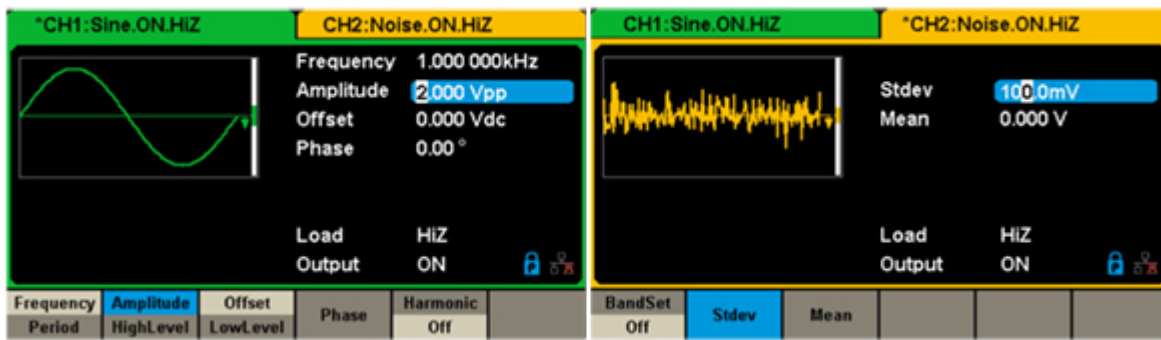 *CH1:Sine.ON.HiZ CH2:Noise.ON.HiZ
Frequency 1.000 000kHz
Amplitude 2.000 Vpp
Offset 0.000 Vdc
Phase 0.00 °
Load HiZ
Output ON
Frequency Amplitude Offset Phase Harmonic
Period HighLevel LowLevel Off
CH1:Sine.ON.HiZ *CH2:Noise.ON.HiZ
Stdev 100.0mV
Mean 0.000 V
Load HiZ
Output ON
BandSet Stdev Mean
Off